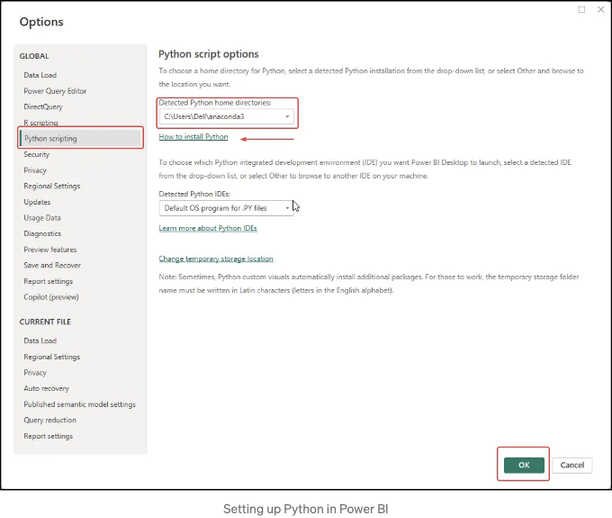 Options
GLOBAL
Data Load
Power Query Editor
DirectQuery
R scripting
Python scripting
Security
Privacy
Regional Settings
Updates
Usage Data
Diagnostics
Preview features
Save and Recover
Report settings
Copilot (preview)
CURRENT FILE
Data Load
Regional Settings
Privacy
Auto recovery
Published semantic model settings
Query reduction
Report settings
Python script options
To choose a home directory for Python, select a detected Python installation from the drop-down list, or select Other and browse to
the location you want.
Detected Python home directories:
C:\Users\Dell\anaconda3
How to install Python
To choose which Python integrated development environment (IDE) you want Power BI Desktop to launch, select a detected IDE
from the drop-down list, or select Other to browse to another IDE on your machine.
Detected Python IDEs:
Default OS program for .PY files
Learn more about Python IDEs
Change temporary storage location
Note: Sometimes, Python custom visuals automatically install additional packages. For those to work, the temporary storage folder
name must be written in Latin characters (letters in the English alphabet).
OK
Cancel
Setting up Python in Power BI